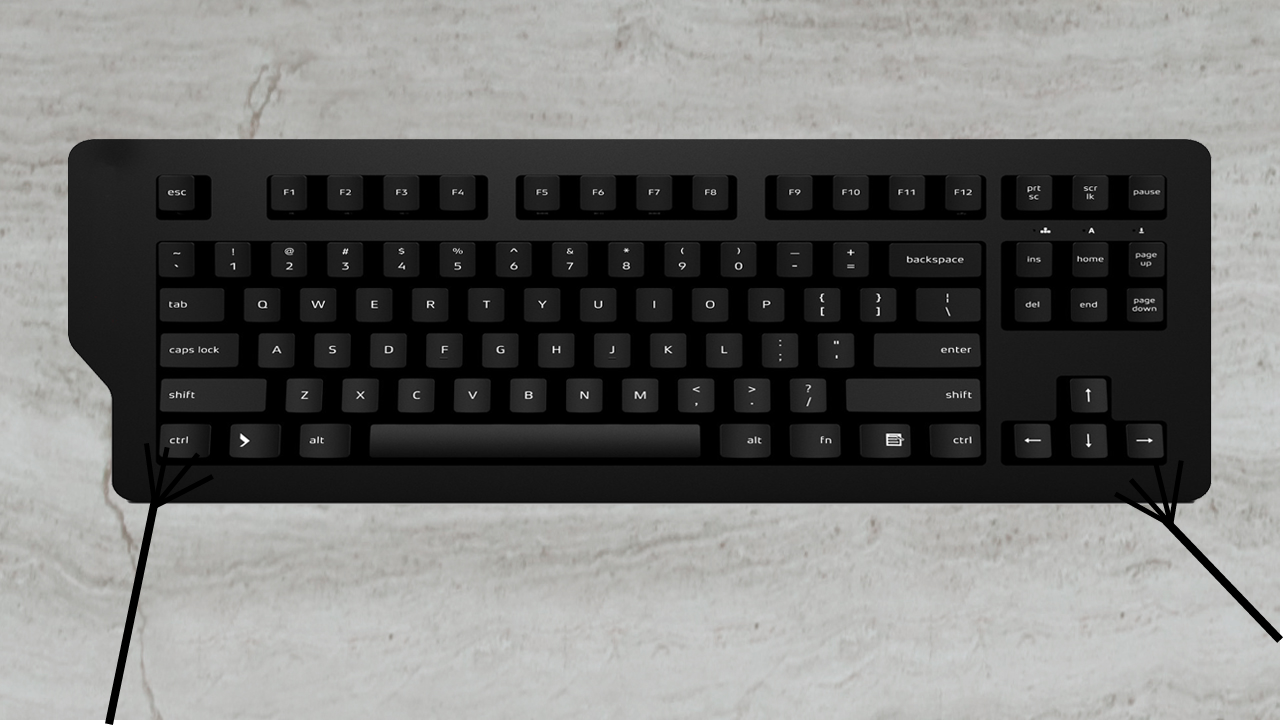 esc F1 F2 F3 F4 F5 F6 F7 F8 F9 F10 F11 F12 prt sc scr lk pause
A
~ ` ! 1 @ 2 # 3 $ 4 % 5 ^ 6 & 7 * 8 ( 9 ) 0 — - + = backspace ins home page up
tab Q W E R T Y U I O P { [ } ] ¦ \ del end page down
caps lock A S D F G H J K L : ; " ' enter
shift Z X C V B N M < , > . ? / shift ↑
ctrl alt alt fn ctrl ← ↓ →